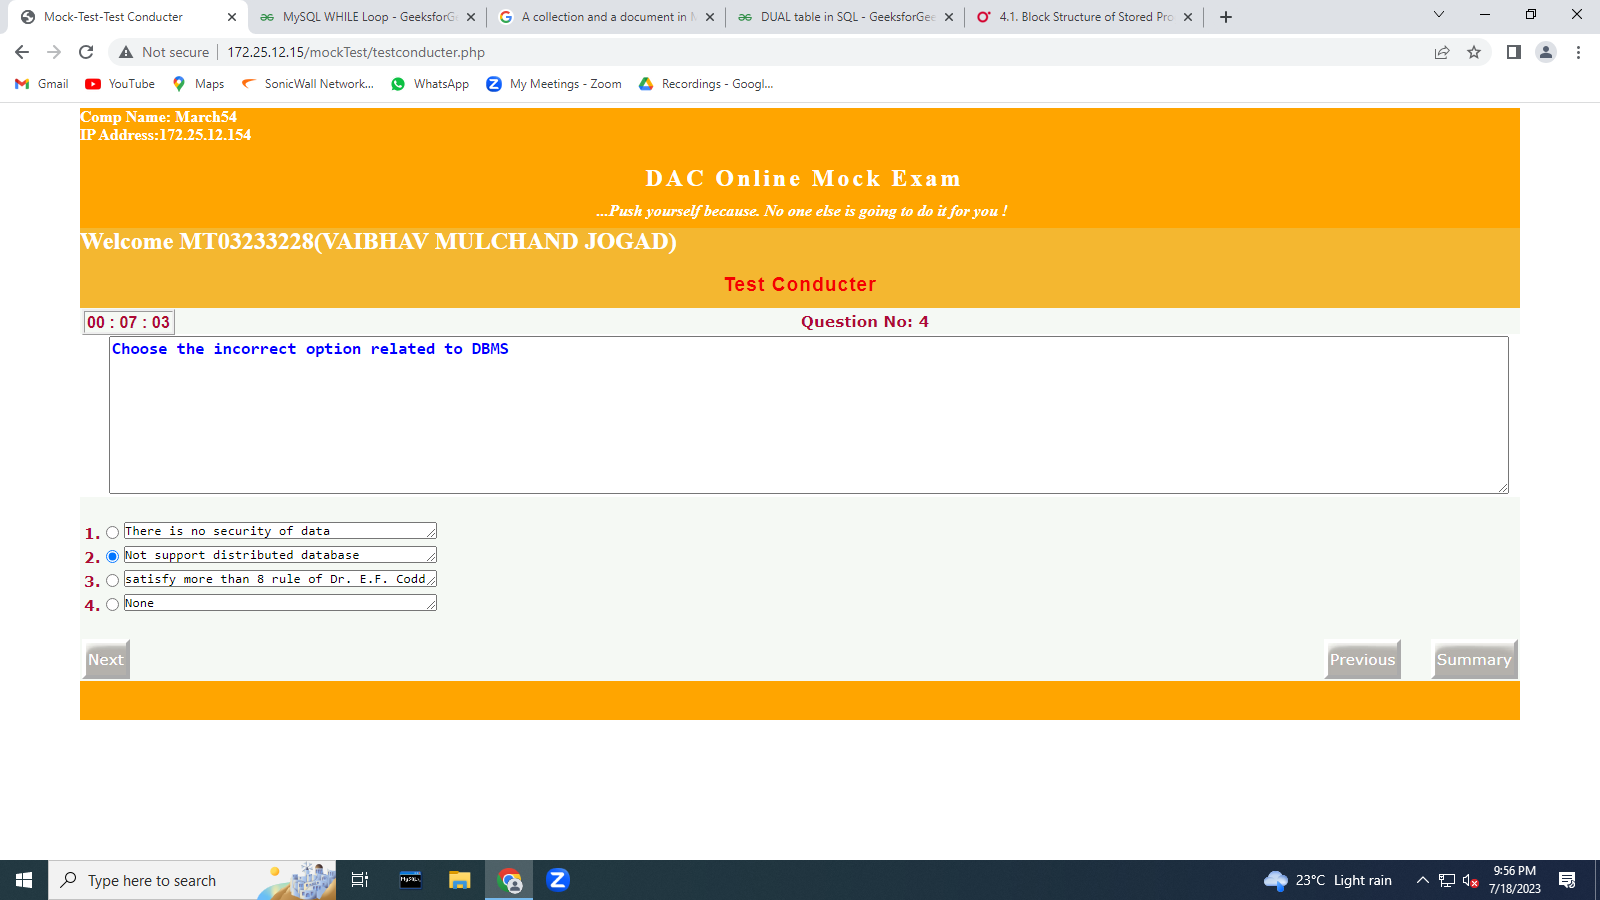 Mock-Test-Test Conducter
MySQL WHILE Loop - GeeksforG
A collection and a document in M
DUAL table in SQL - GeeksforGee
4.1. Block Structure of Stored Pro
Not secure
172.25.12.15/mockTest/testconducter.php
Gmail
YouTube
Maps
SonicWall Network...
WhatsApp
My Meetings - Zoom
Recordings - Googl...
Comp Name: March54
IP Address:172.25.12.154
DAC Online Mock Exam
...Push yourself because. No one else is going to do it for you !
Welcome MT03233228(VAIBHAV MULCHAND JOGAD)
Test Conducter
00 : 07 : 03
Question No: 4
Choose the incorrect option related to DBMS
1. There is no security of data
2. Not support distributed database
3. satisfy more than 8 rule of Dr. E.F. Codd
4. None
Next
Previous
Summary
Type here to search
MySQL
23°C Light rain
9:56 PM
7/18/2023